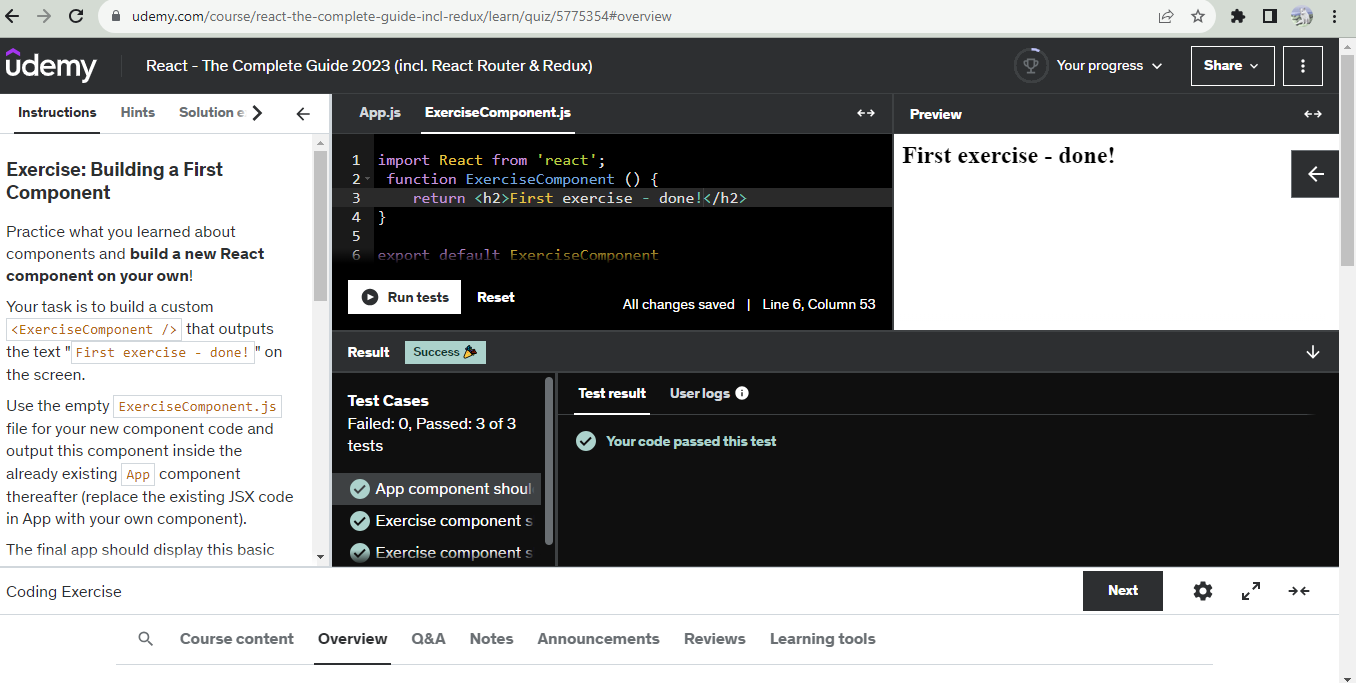 udemy.com/course/react-the-complete-guide-incl-redux/learn/quiz/5775354#overview
ûdemy
React - The Complete Guide 2023 (incl. React Router & Redux)
Your progress
Share
Instructions
Hints
Solution e
Exercise: Building a First
Component
Practice what you learned about
components and build a new React
component on your own!
Your task is to build a custom
<ExerciseComponent /> that outputs
the text "First exercise - done!" on
the screen.
Use the empty ExerciseComponent.js
file for your new component code and
output this component inside the
already existing App component
thereafter (replace the existing JSX code
in App with your own component).
The final app should display this basic
App.js
ExerciseComponent.js
1 import React from 'react';
2 function ExerciseComponent () {
3 return <h2>First exercise - done!</h2>
4 }
5
6 export default ExerciseComponent
Run tests
Reset
All changes saved | Line 6, Column 53
Preview
First exercise - done!
Result
Success
Test Cases
Failed: 0, Passed: 3 of 3
tests
App component shoul
Exercise component s
Exercise component s
Test result
User logs
Your code passed this test
Coding Exercise
Next
Course content
Overview
Q&A
Notes
Announcements
Reviews
Learning tools